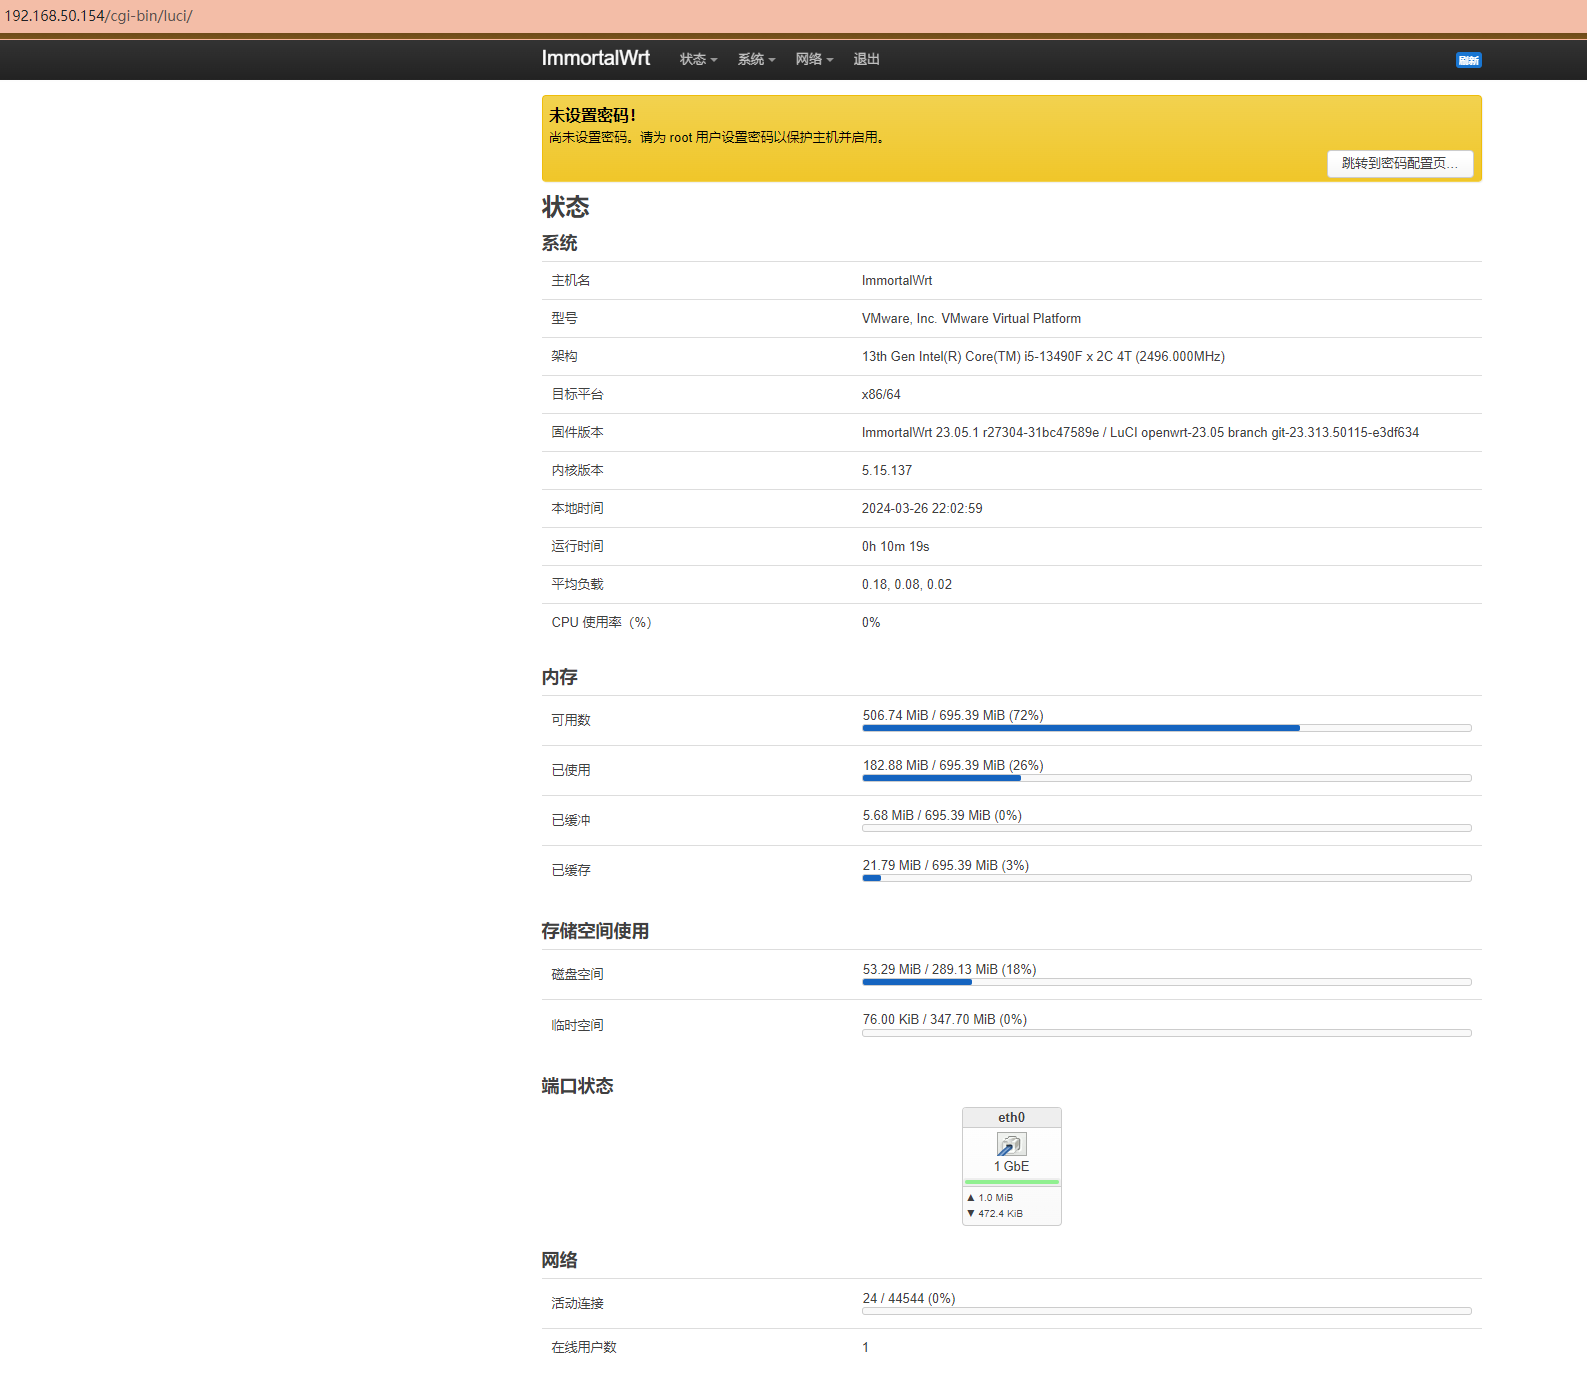 192.168.50.154/cgi-bin/luci/
ImmortalWrt 状态 系统 网络 退出 刷新
未设置密码！
尚未设置密码。请为 root 用户设置密码以保护主机并启用。
跳转到密码配置页...
状态
系统
主机名 ImmortalWrt
型号 VMware, Inc. VMware Virtual Platform
架构 13th Gen Intel(R) Core(TM) i5-13490F x 2C 4T (2496.000MHz)
目标平台 x86/64
固件版本 ImmortalWrt 23.05.1 r27304-31bc47589e / LuCI openwrt-23.05 branch git-23.313.50115-e3df634
内核版本 5.15.137
本地时间 2024-03-26 22:02:59
运行时间 0h 10m 19s
平均负载 0.18, 0.08, 0.02
CPU 使用率（%） 0%
内存
可用数 506.74 MiB / 695.39 MiB (72%)
已使用 182.88 MiB / 695.39 MiB (26%)
已缓冲 5.68 MiB / 695.39 MiB (0%)
已缓存 21.79 MiB / 695.39 MiB (3%)
存储空间使用
磁盘空间 53.29 MiB / 289.13 MiB (18%)
临时空间 76.00 KiB / 347.70 MiB (0%)
端口状态
eth0
1 GbE
▲ 1.0 MiB
▼ 472.4 KiB
网络
活动连接 24 / 44544 (0%)
在线用户数 1